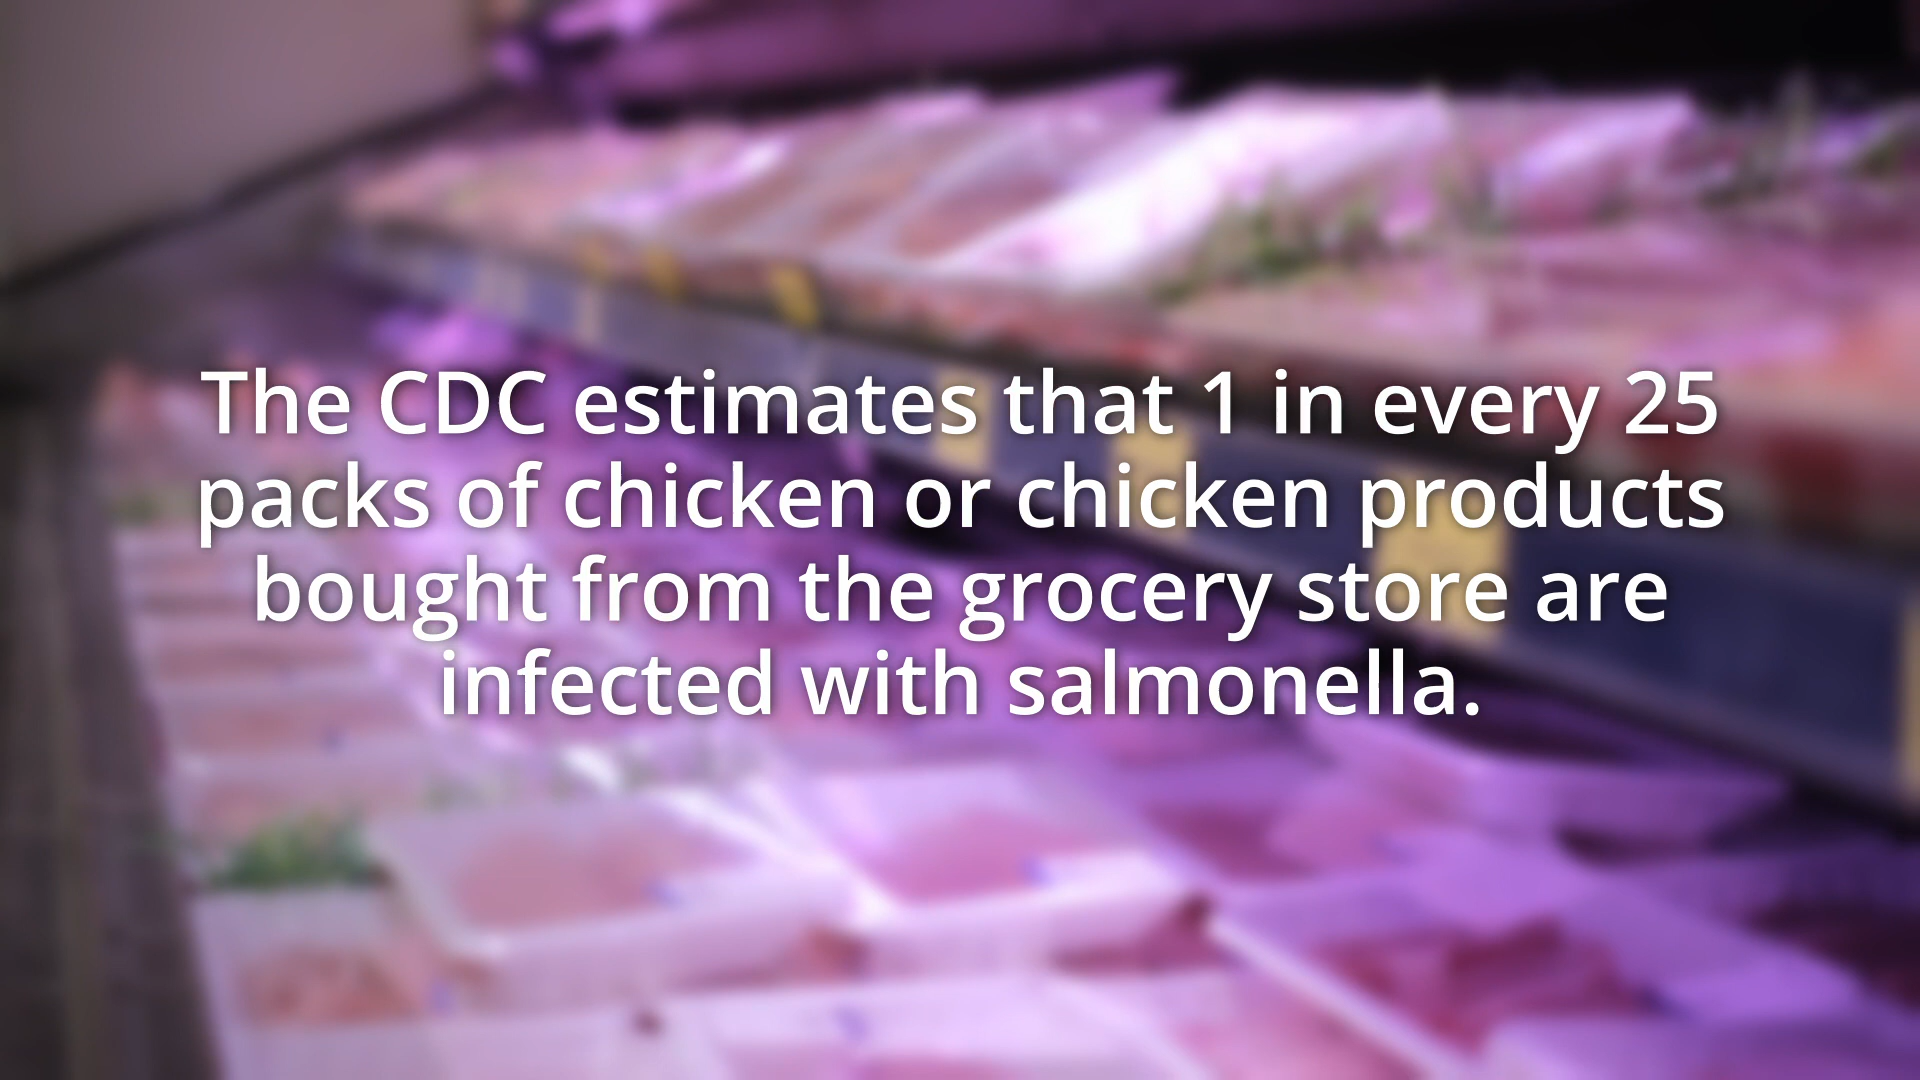 The CDC estimates that 1 in every 25
packs of chicken or chicken products
bought from the grocery store are
infected with salmonella.